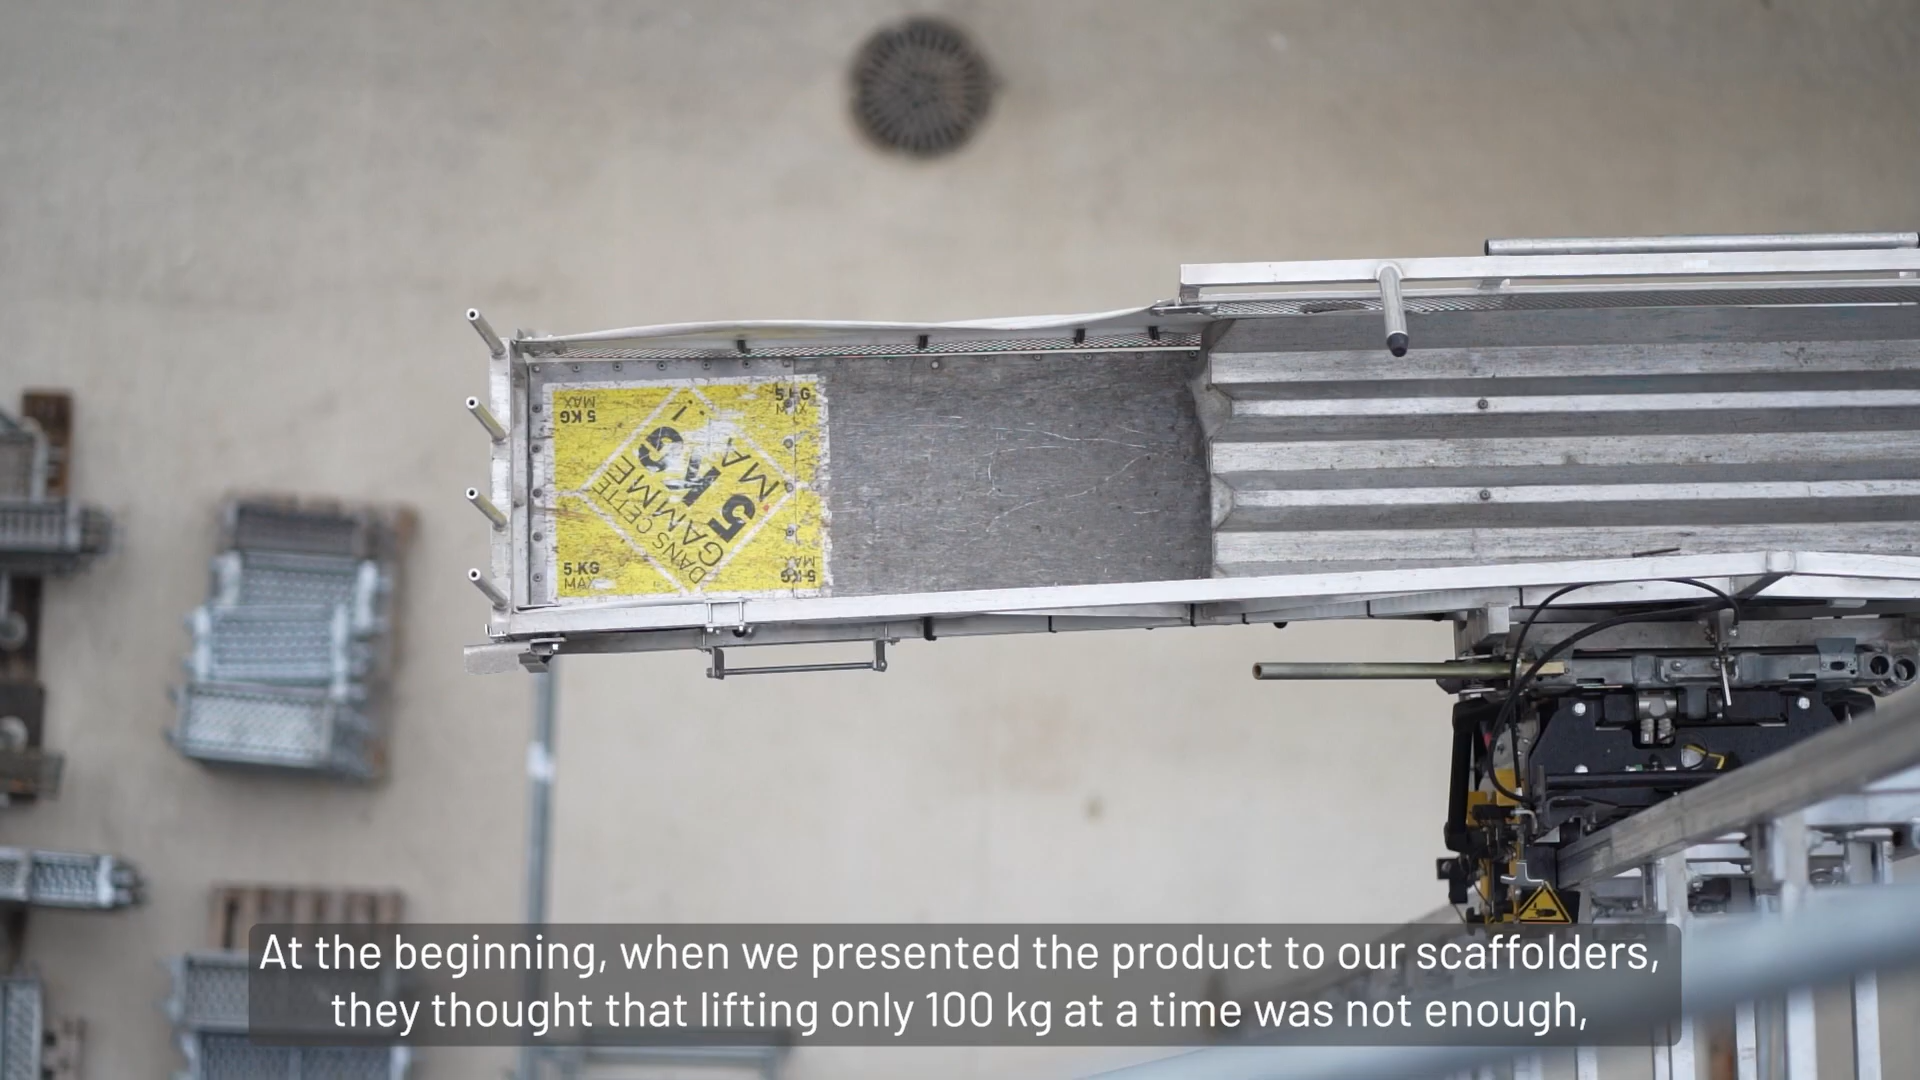 5 KG
MAX
5 KG
MAX
DANS CETTE
GAMME
5 KG
MA
!
5 KG
MAX
5 KG
MAX
At the beginning, when we presented the product to our scaffolders,
they thought that lifting only 100 kg at a time was not enough,